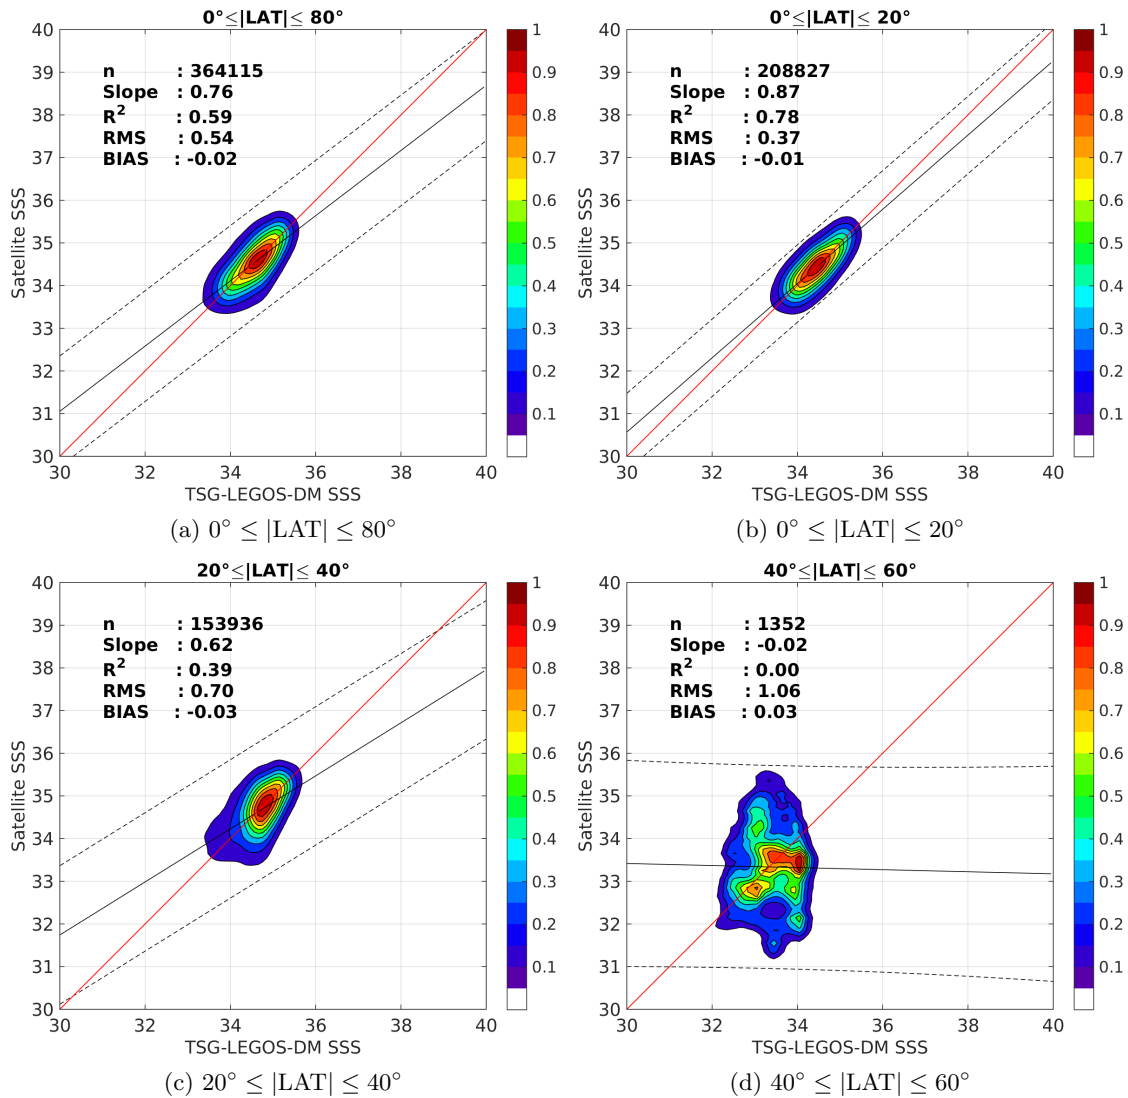 0°≤|LAT|≤ 80°
n : 364115
Slope : 0.76
R² : 0.59
RMS : 0.54
BIAS : -0.02
40
39
38
37
36
35
34
33
32
31
30
30 32 34 36 38 40
Satellite SSS
TSG-LEGOS-DM SSS
1
0.9
0.8
0.7
0.6
0.5
0.4
0.3
0.2
0.1
(a) 0° ≤ |LAT| ≤ 80°
0°≤|LAT|≤ 20°
n : 208827
Slope : 0.87
R² : 0.78
RMS : 0.37
BIAS : -0.01
40
39
38
37
36
35
34
33
32
31
30
30 32 34 36 38 40
Satellite SSS
TSG-LEGOS-DM SSS
1
0.9
0.8
0.7
0.6
0.5
0.4
0.3
0.2
0.1
(b) 0° ≤ |LAT| ≤ 20°
20°≤|LAT|≤ 40°
n : 153936
Slope : 0.62
R² : 0.39
RMS : 0.70
BIAS : -0.03
40
39
38
37
36
35
34
33
32
31
30
30 32 34 36 38 40
Satellite SSS
TSG-LEGOS-DM SSS
1
0.9
0.8
0.7
0.6
0.5
0.4
0.3
0.2
0.1
(c) 20° ≤ |LAT| ≤ 40°
40°≤|LAT|≤ 60°
n : 1352
Slope : -0.02
R² : 0.00
RMS : 1.06
BIAS : 0.03
40
39
38
37
36
35
34
33
32
31
30
30 32 34 36 38 40
Satellite SSS
TSG-LEGOS-DM SSS
1
0.9
0.8
0.7
0.6
0.5
0.4
0.3
0.2
0.1
(d) 40° ≤ |LAT| ≤ 60°